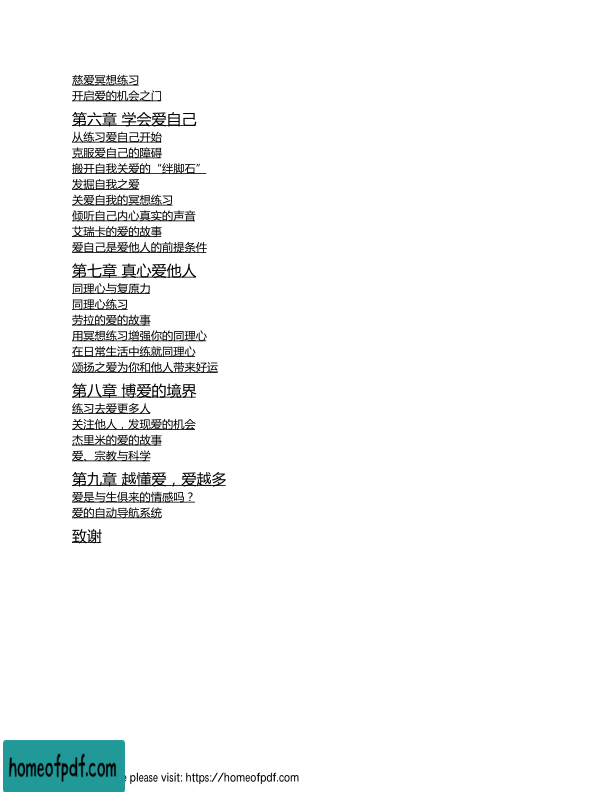 慈爱冥想练习
开启爱的机会之门
第六章 学会爱自己
从练习爱自己开始
克服爱自己的障碍
搬开自我关爱的“绊脚石”
发掘自我之爱
关爱自我的冥想练习
倾听自己内心真实的声音
艾瑞卡的爱的故事
爱自己是爱他人的前提条件
第七章 真心爱他人
同理心与复原力
同理心练习
劳拉的爱的故事
用冥想练习增强你的同理心
在日常生活中练就同理心
颂扬之爱为你和他人带来好运
第八章 博爱的境界
练习去爱更多人
关注他人，发现爱的机会
杰里米的爱的故事
爱、宗教与科学
第九章 越懂爱，爱越多
爱是与生俱来的情感吗？
爱的自动导航系统
致谢
homeofpdf.com
please visit: https://homeofpdf.com